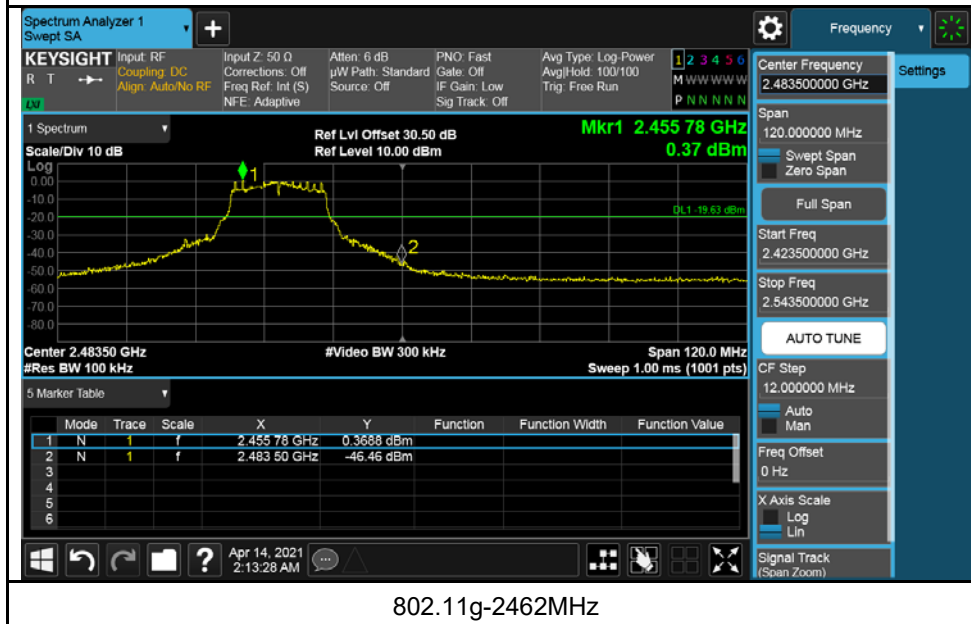 Spectrum Analyzer 1
Swept SA
+
Frequency
KEYSIGHT
R T
LXI
Input: RF
Coupling: DC
Align: Auto/No RF
Input Z: 50 Ω
Corrections: Off
Freq Ref: Int (S)
NFE: Adaptive
Atten: 6 dB
µW Path: Standard
Source: Off
PNO: Fast
Gate: Off
IF Gain: Low
Sig Track: Off
Avg Type: Log-Power
Avg|Hold: 100/100
Trig: Free Run
1 2 3 4 5 6
M W W W W W
P N N N N N
1 Spectrum
Scale/Div 10 dB
Ref Lvl Offset 30.50 dB
Ref Level 10.00 dBm
Mkr1 2.455 78 GHz
0.37 dBm
Log
0.00
-10.0
-20.0
-30.0
-40.0
-50.0
-60.0
-70.0
-80.0
1
2
DL1 -19.63 dBm
Center 2.48350 GHz
#Res BW 100 kHz
#Video BW 300 kHz
Span 120.0 MHz
Sweep 1.00 ms (1001 pts)
5 Marker Table
Mode Trace Scale X Y Function Function Width Function Value
1 N 1 f 2.455 78 GHz 0.3688 dBm
2 N 1 f 2.483 50 GHz -46.46 dBm
3
4
5
6
Apr 14, 2021
2:13:28 AM
?
Center Frequency
2.483500000 GHz
Settings
Span
120.000000 MHz
Swept Span
Zero Span
Full Span
Start Freq
2.423500000 GHz
Stop Freq
2.543500000 GHz
AUTO TUNE
CF Step
12.000000 MHz
Auto
Man
Freq Offset
0 Hz
X Axis Scale
Log
Lin
Signal Track
(Span Zoom)
802.11g-2462MHz